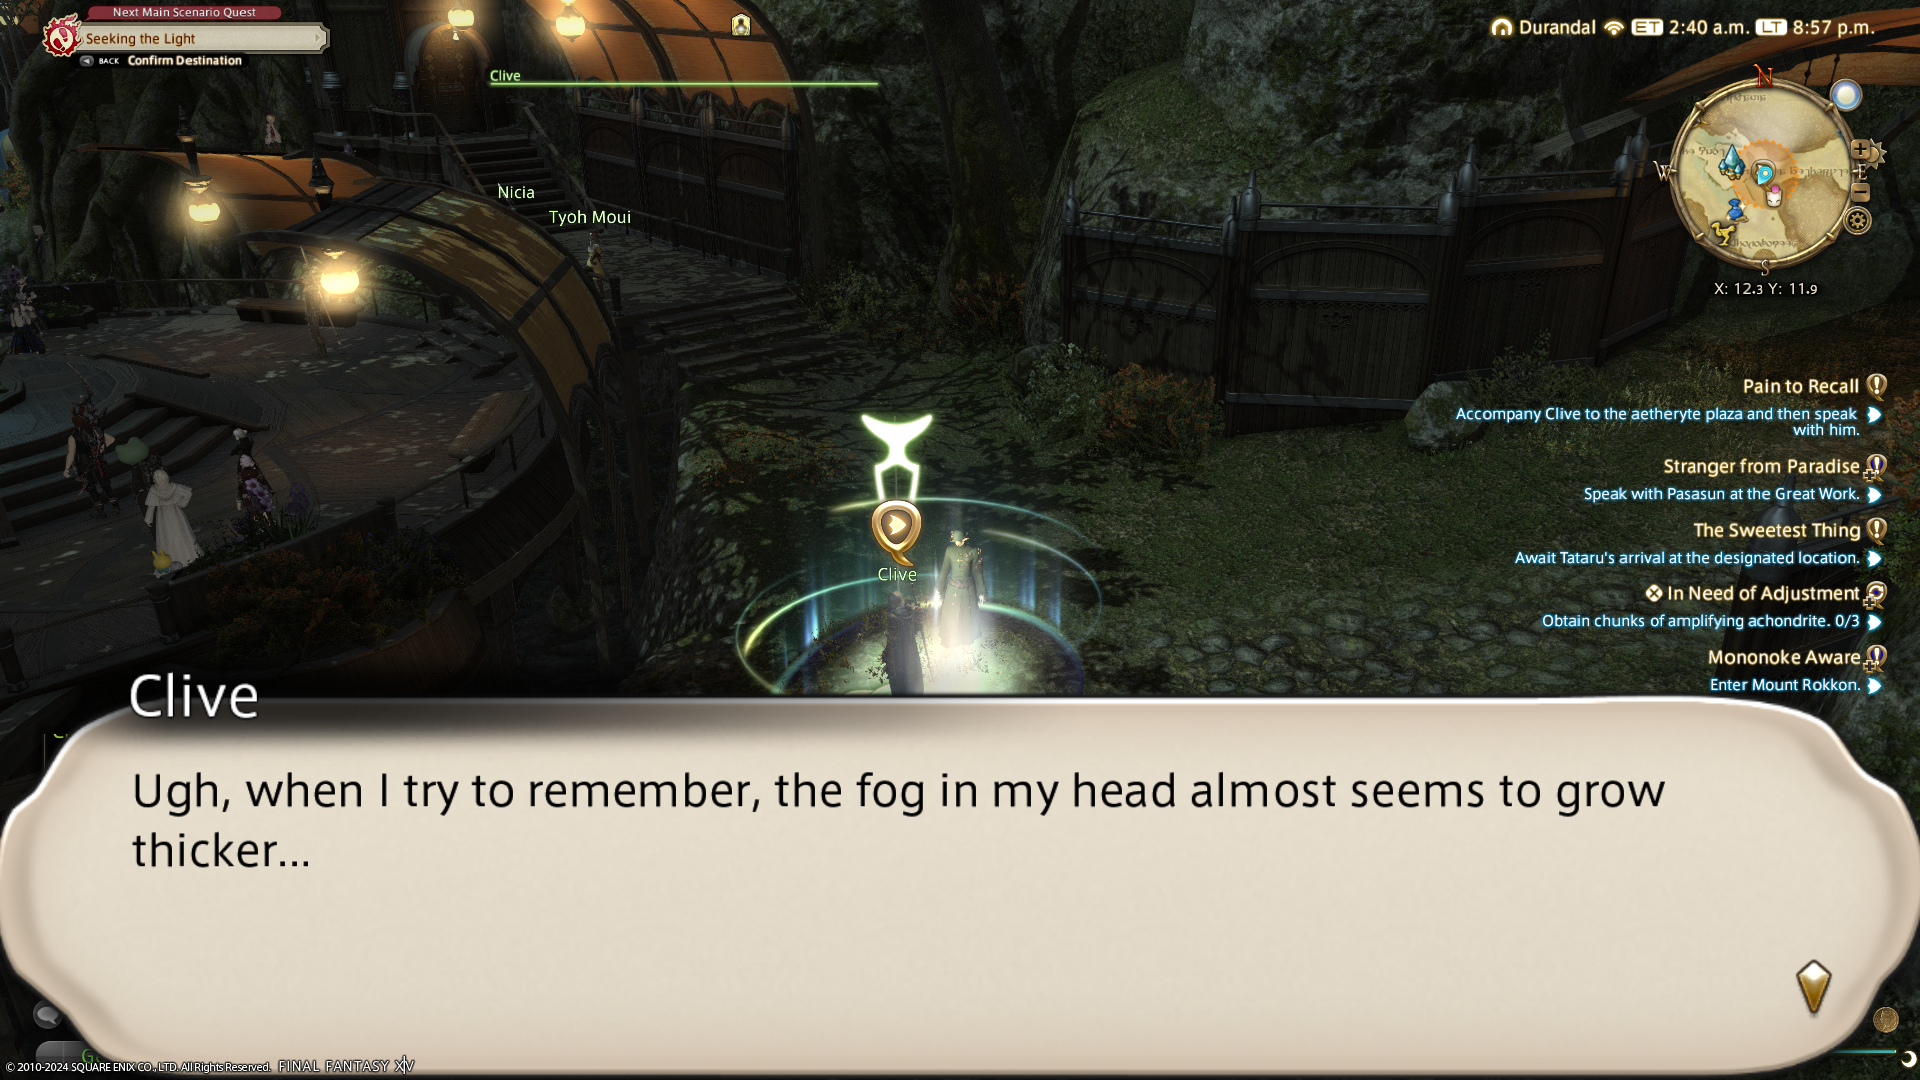 Next Main Scenario Quest
Seeking the Light
BACK Confirm Destination
Clive
Durandal ET 2:40 a.m. LT 8:57 p.m.
N
W
E
S
X: 12.3 Y: 11.9
Nicia
Tyoh Moui
Pain to Recall
Accompany Clive to the aetheryte plaza and then speak
with him.
Stranger from Paradise
Speak with Pasasun at the Great Work.
The Sweetest Thing
Await Tataru's arrival at the designated location.
In Need of Adjustment
Obtain chunks of amplifying achondrite. 0/3
Mononoke Aware
Enter Mount Rokkon.
Clive
Clive
Ugh, when I try to remember, the fog in my head almost seems to grow
thicker...
© 2010-2024 SQUARE ENIX CO., LTD. All Rights Reserved. FINAL FANTASY XIV